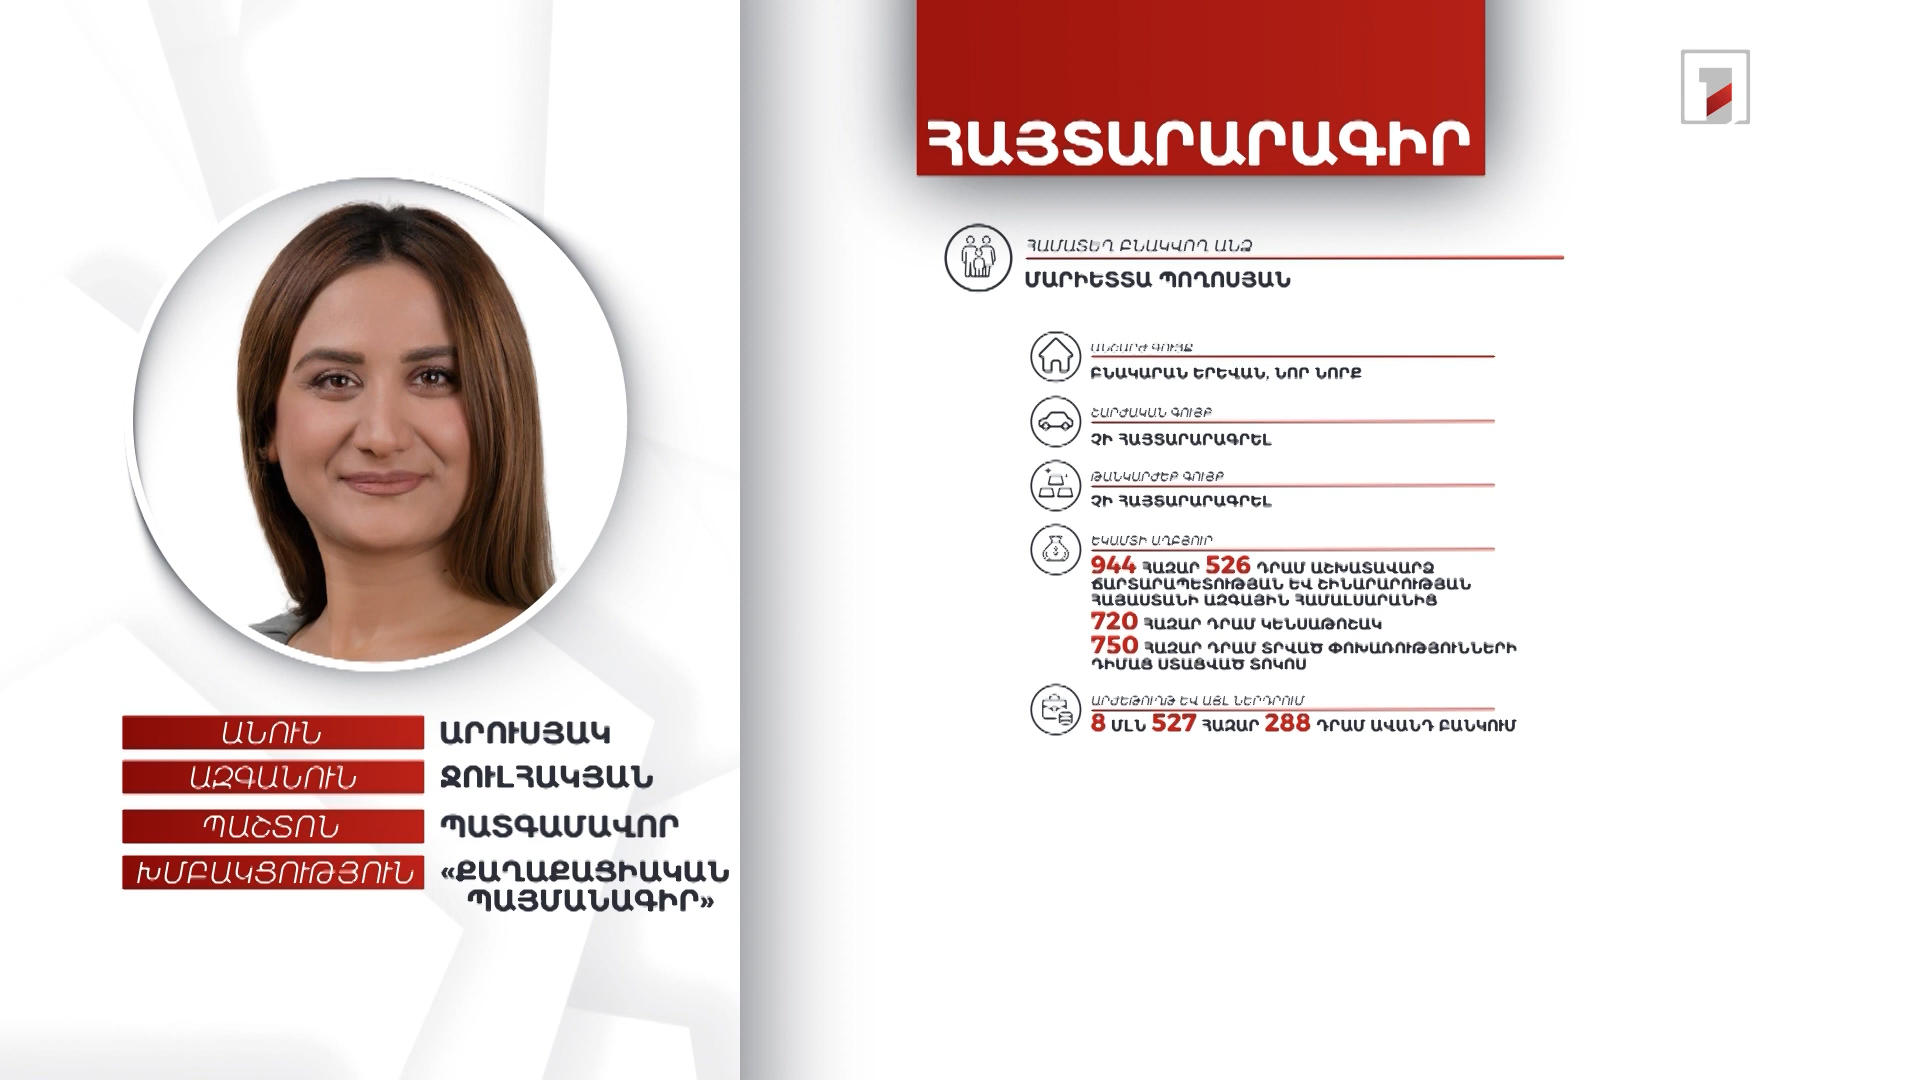 ՀԱՅՏԱՐԱՐԱԳԻՐ
ՀԱՄԱՏԵՂ ԲՆԱԿՎՈՂ ԱՆՁ
ՄԱՐԻԵՏՏԱ ՊՈՂՈՍՅԱՆ
ԱՆՇԱՐԺ ԳՈՒՅՔ
ԲՆԱԿԱՐԱՆ ԵՐԵՎԱՆ, ՆՈՐ ՆՈՐՔ
ՇԱՐԺԱԿԱՆ ԳՈՒՅՔ
ՉԻ ՀԱՅՏԱՐԱՐԱԳՐԵԼ
ԹԱՆԿԱՐԺԵՔ ԳՈՒՅՔ
ՉԻ ՀԱՅՏԱՐԱՐԱԳՐԵԼ
ԵԿԱՄՏԻ ԱՂԲՅՈՒՐ
944 ՀԱԶԱՐ 526 ԴՐԱՄ ԱՇԽԱՏԱՎԱՐՁ
ՃԱՐՏԱՐԱՊԵՏՈՒԹՅԱՆ ԵՎ ՇԻՆԱՐԱՐՈՒԹՅԱՆ
ՀԱՅԱՍՏԱՆԻ ԱԶԳԱՅԻՆ ՀԱՄԱԼՍԱՐԱՆԻՑ
720 ՀԱԶԱՐ ԴՐԱՄ ԿԵՆՍԱԹՈՇԱԿ
750 ՀԱԶԱՐ ԴՐԱՄ ՏՐՎԱԾ ՓՈԽԱՌՈՒԹՅՈՒՆՆԵՐԻ
ԴԻՄԱՑ ՍՏԱՑՎԱԾ ՏՈԿՈՍ
ԱՐԺԵԹՈՒՂԹ ԵՎ ԱՅԼ ՆԵՐԴՐՈՒՄ
8 ՄԼՆ 527 ՀԱԶԱՐ 288 ԴՐԱՄ ԱՎԱՆԴ ԲԱՆԿՈՒՄ
ԱՆՈՒՆ ԱՐՈՒՍՅԱԿ
ԱԶԳԱՆՈՒՆ ՋՈՒԼՀԱԿՅԱՆ
ՊԱՇՏՈՆ ՊԱՏԳԱՄԱՎՈՐ
ԽՄԲԱԿՑՈՒԹՅՈՒՆ «ՔԱՂԱՔԱՑԻԱԿԱՆ
ՊԱՅՄԱՆԱԳԻՐ»